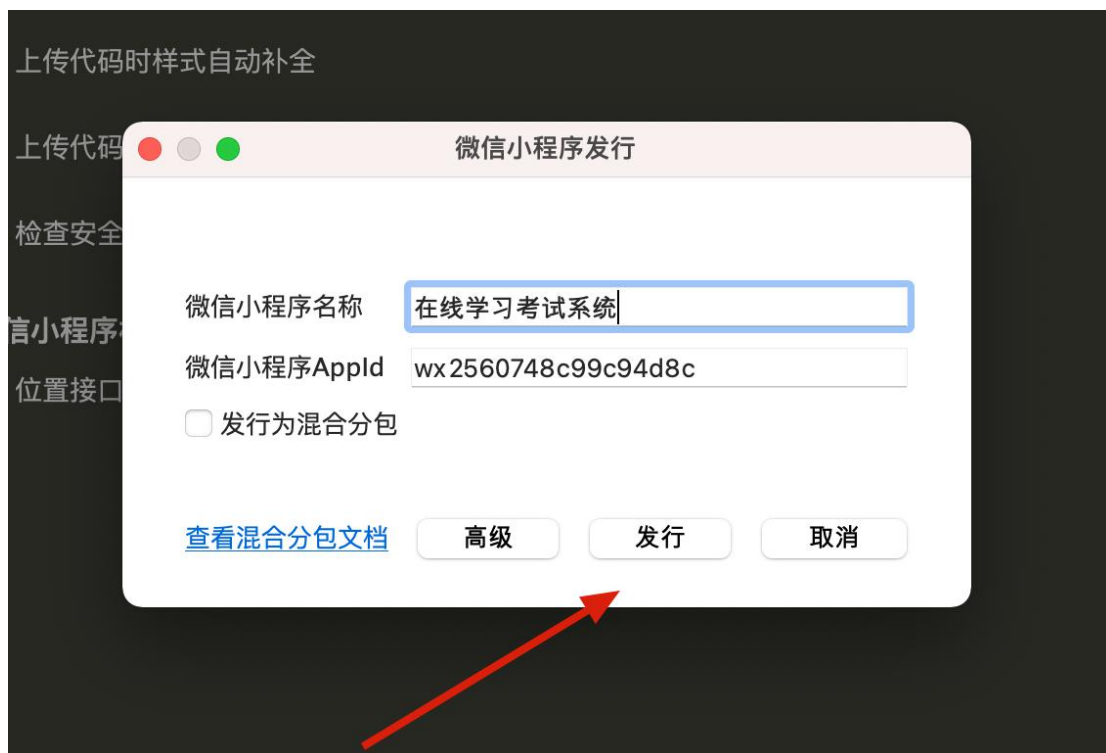 上传代码时样式自动补全
上传代码
微信小程序发行
检查安全
微信小程序名称
在线学习考试系统
信小程序
微信小程序AppId
wx2560748c99c94d8c
位置接口
发行为混合分包
查看混合分包文档
高级
发行
取消